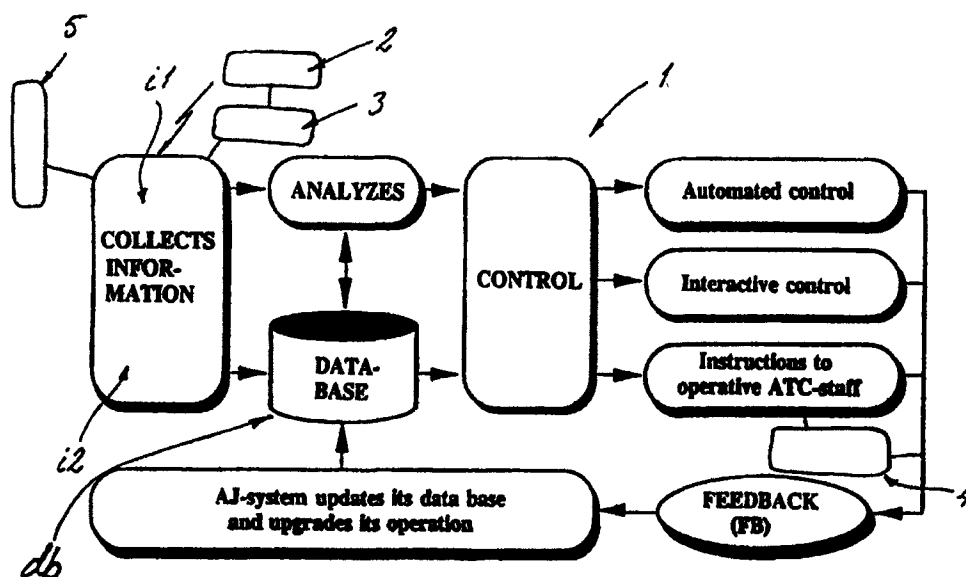 5
2
i1
3
1
ANALYZES
Automated control
COLLECTS
INFOR-
MATION
CONTROL
Interactive control
DATA-
BASE
Instructions to
operative ATC-staff
i2
AJ-system updates its data base
and upgrades its operation
FEEDBACK
(FB)
4
db